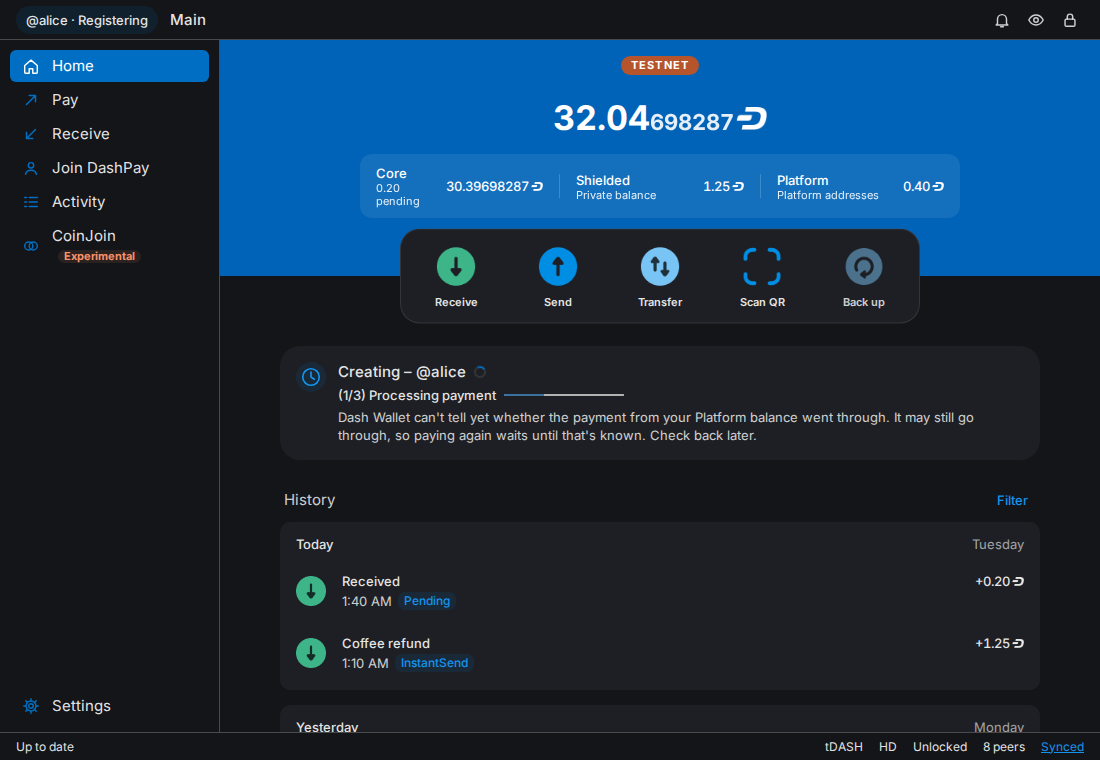 @alice · Registering
Main
Home
Pay
Receive
Join DashPay
Activity
CoinJoin
Experimental
Settings
TESTNET
32.04698287
Core
0.20 pending
30.39698287
Shielded
Private balance
1.25
Platform
Platform addresses
0.40
Receive
Send
Transfer
Scan QR
Back up
Creating – @alice
(1/3) Processing payment
Dash Wallet can't tell yet whether the payment from your Platform balance went through. It may still go
through, so paying again waits until that's known. Check back later.
History
Filter
Today
Tuesday
Received
+0.20
1:40 AM
Pending
Coffee refund
+1.25
1:10 AM
InstantSend
Yesterday
Monday
Up to date
tDASH
HD
Unlocked
8 peers
Synced